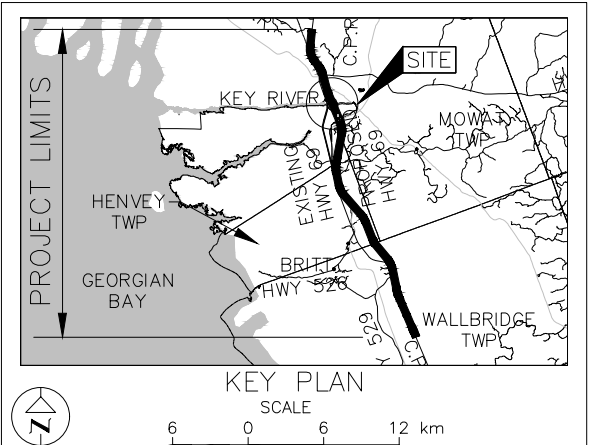 PROJECT LIMITS
C.P.R.
SITE
KEY RIVER
MOWAT
TWP
EXISTING
HWY 69
PROPOSED
HWY 69
HENVEY
TWP
GEORGIAN
BAY
BRITT
HWY 526
WALLBRIDGE
TWP
Y 529
KEY PLAN
SCALE
N
6 0 6 12 km